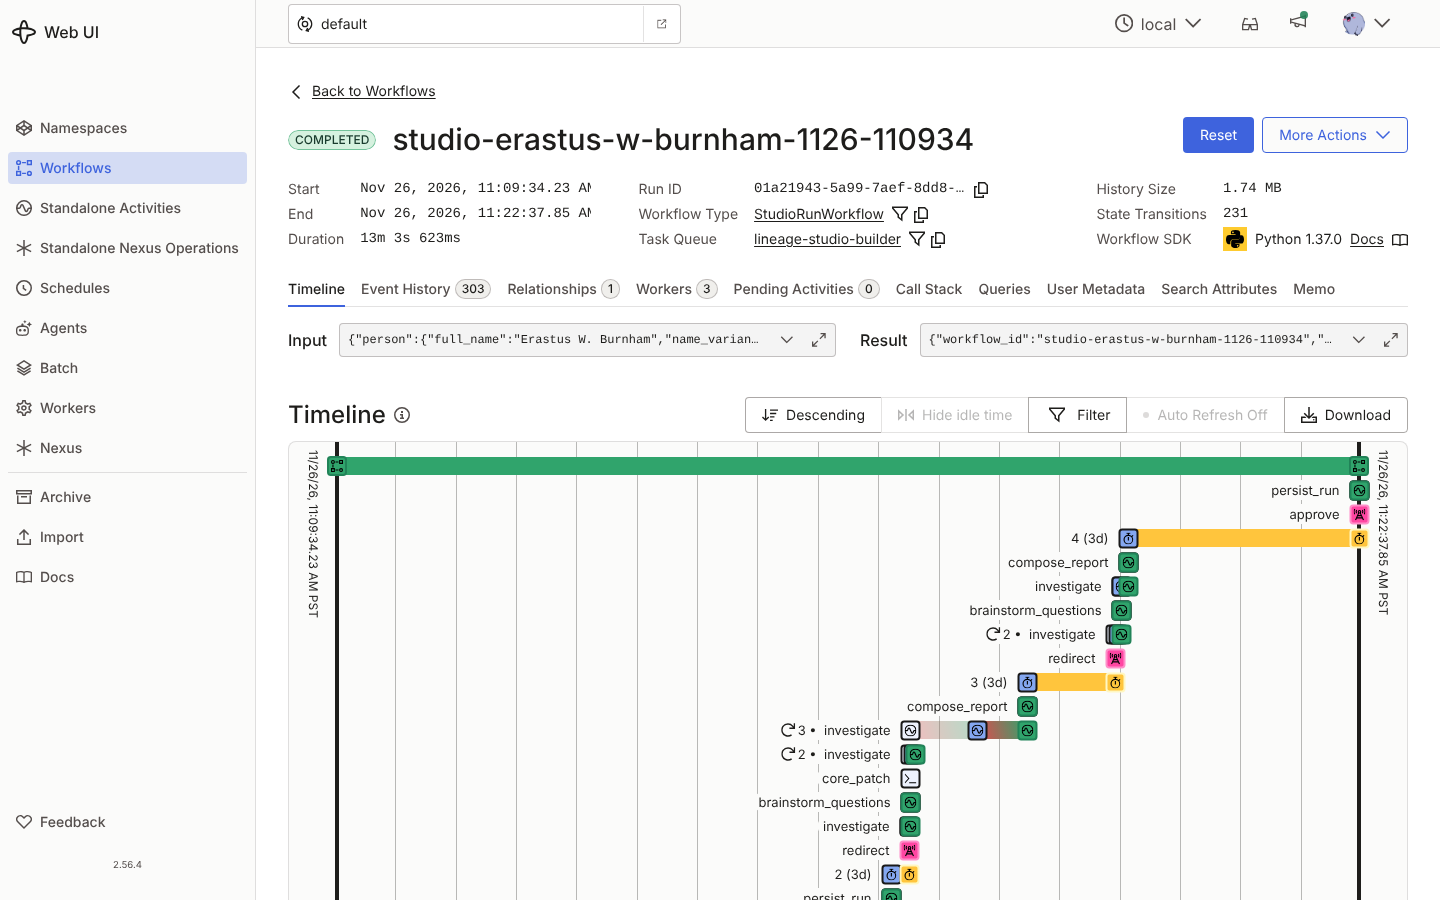 Web UI
default
local
Namespaces
Workflows
Standalone Activities
Standalone Nexus Operations
Schedules
Agents
Batch
Workers
Nexus
Archive
Import
Docs
Feedback
2.56.4
Back to Workflows
COMPLETED studio-erastus-w-burnham-1126-110934
Reset More Actions
Start Nov 26, 2026, 11:09:34.23 AM
End Nov 26, 2026, 11:22:37.85 AM
Duration 13m 3s 623ms
Run ID 01a21943-5a99-7aef-8dd8-…
Workflow Type StudioRunWorkflow
Task Queue lineage-studio-builder
History Size 1.74 MB
State Transitions 231
Workflow SDK Python 1.37.0 Docs
Timeline Event History 303 Relationships 1 Workers 3 Pending Activities 0 Call Stack Queries User Metadata Search Attributes Memo
Input {"person":{"full_name":"Erastus W. Burnham","name_varian…
Result {"workflow_id":"studio-erastus-w-burnham-1126-110934","…
Timeline
Descending Hide idle time Filter Auto Refresh Off Download
11/26/26, 11:09:34.23 AM PST
11/26/26, 11:22:37.85 AM PST
persist_run
approve
4 (3d)
compose_report
investigate
brainstorm_questions
2 • investigate
redirect
3 (3d)
compose_report
3 • investigate
2 • investigate
core_patch
brainstorm_questions
investigate
redirect
2 (3d)
persist_run